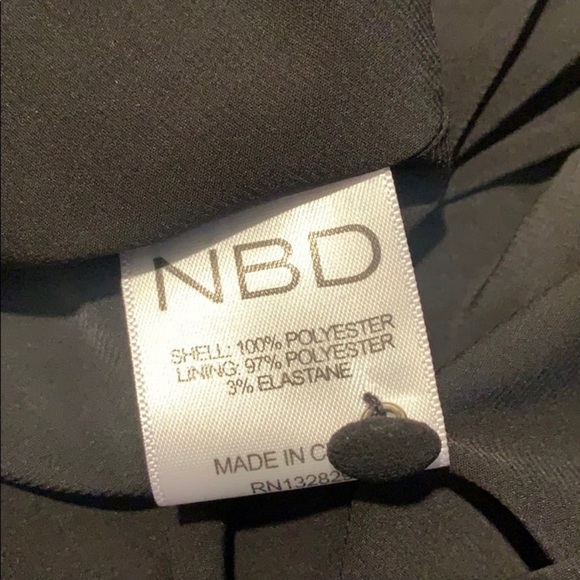 NBD
SHELL: 100% POLYESTER
LINING: 97% POLYESTER
3% ELASTANE
MADE IN